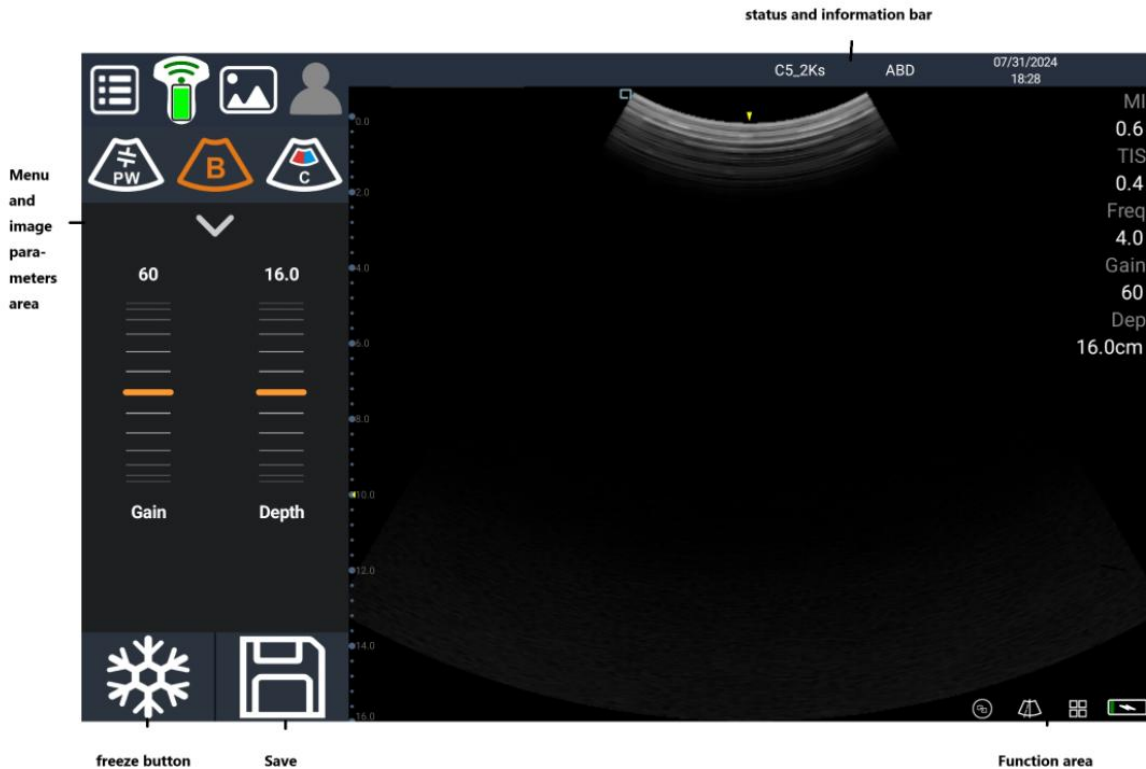 status and information bar
C5_2Ks
ABD
07/31/2024
18:28
PW
B
C
Menu
and
image
para-
meters
area
60
16.0
Gain
Depth
0.0
2.0
4.0
6.0
8.0
10.0
12.0
14.0
16.0
MI
0.6
TIS
0.4
Freq
4.0
Gain
60
Dep
16.0cm
freeze button
Save
Function area